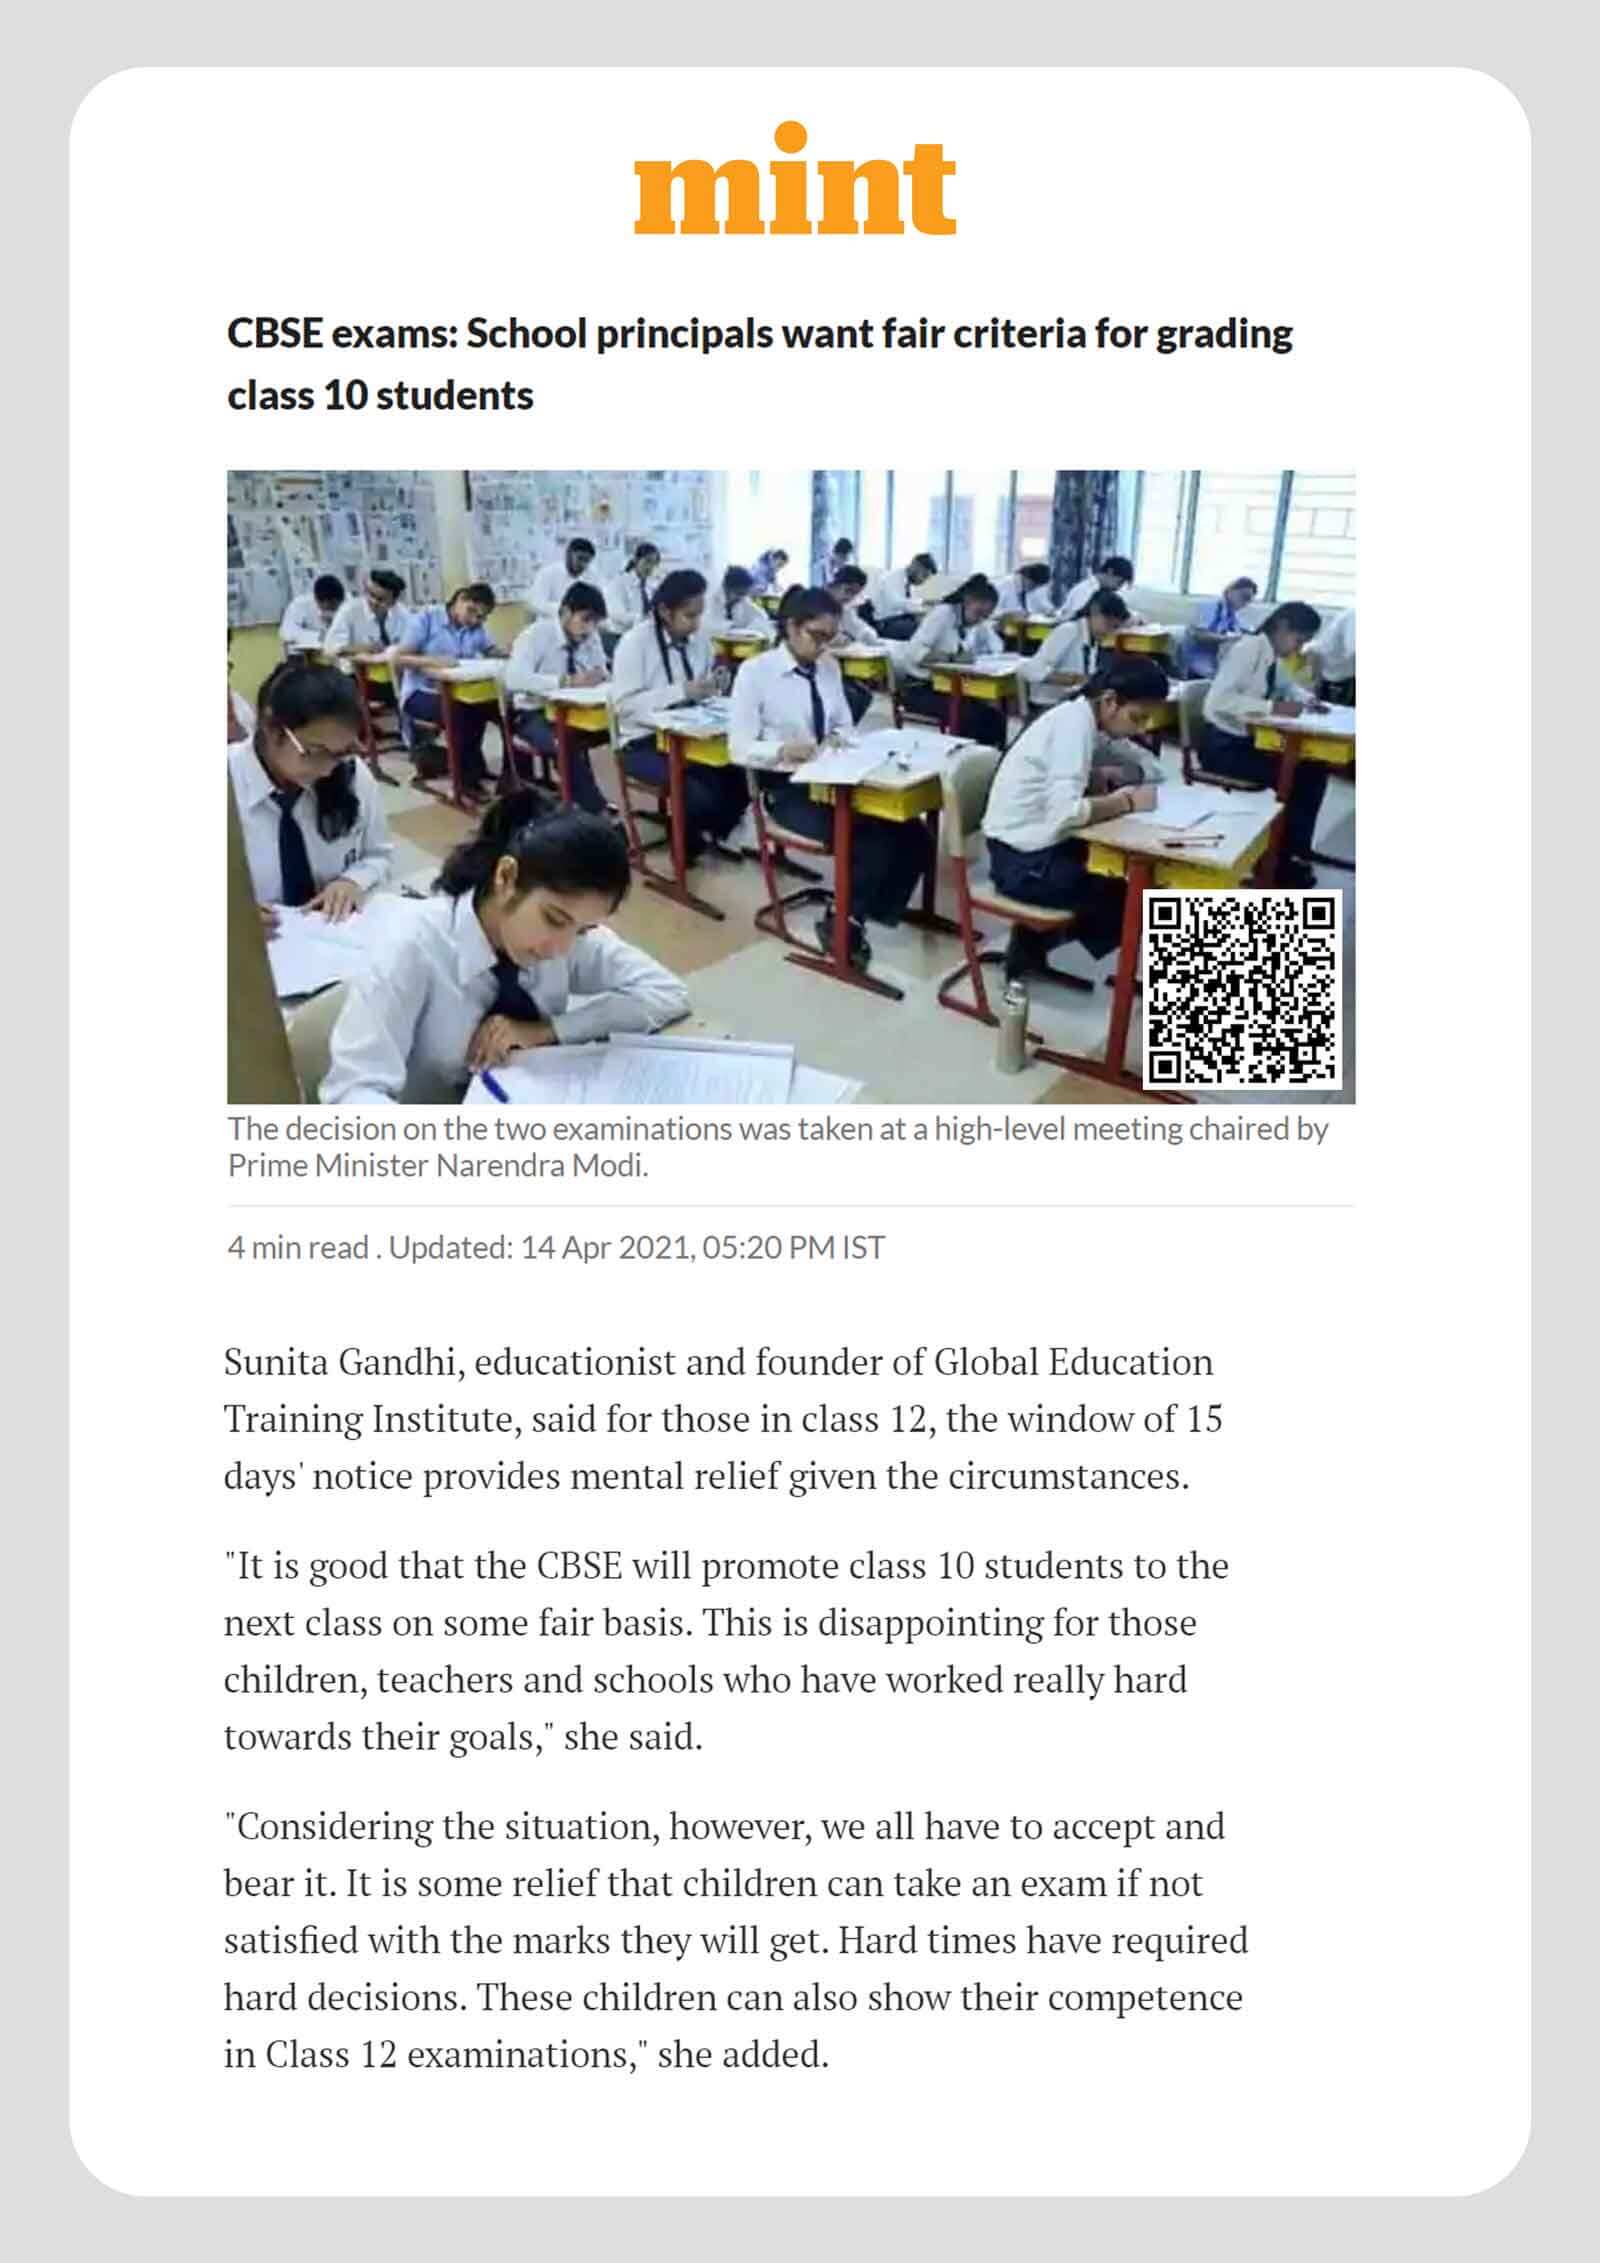 mint
CBSE exams: School principals want fair criteria for grading
class 10 students
The decision on the two examinations was taken at a high-level meeting chaired by
Prime Minister Narendra Modi.
4 min read . Updated: 14 Apr 2021, 05:20 PM IST
Sunita Gandhi, educationist and founder of Global Education
Training Institute, said for those in class 12, the window of 15
days' notice provides mental relief given the circumstances.
"It is good that the CBSE will promote class 10 students to the
next class on some fair basis. This is disappointing for those
children, teachers and schools who have worked really hard
towards their goals," she said.
"Considering the situation, however, we all have to accept and
bear it. It is some relief that children can take an exam if not
satisfied with the marks they will get. Hard times have required
hard decisions. These children can also show their competence
in Class 12 examinations," she added.